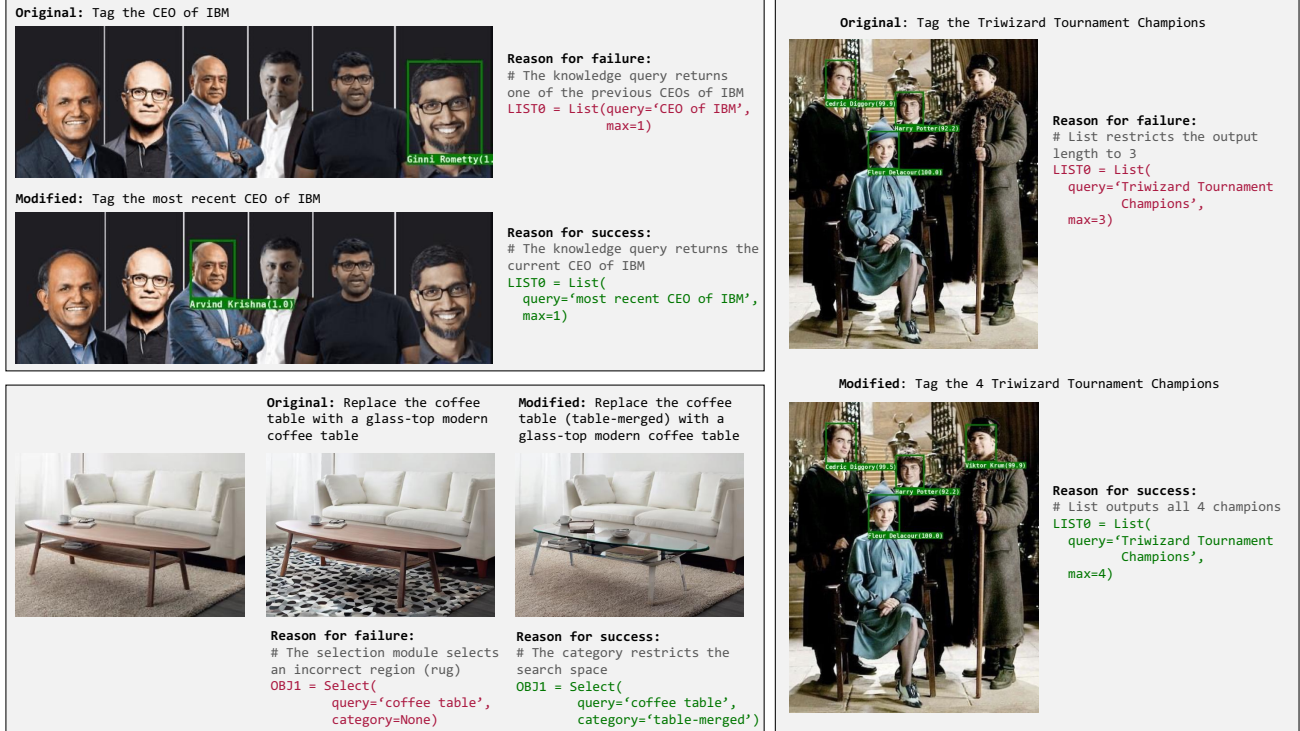 Original: Tag the CEO of IBM
Ginni Rometty(1.
Reason for failure:
# The knowledge query returns
one of the previous CEOs of IBM
LIST0 = List(query=‘CEO of IBM’,
max=1)
Modified: Tag the most recent CEO of IBM
Arvind Krishna(1.0)
Reason for success:
# The knowledge query returns the
current CEO of IBM
LIST0 = List(
query=‘most recent CEO of IBM’,
max=1)
Original: Replace the coffee
table with a glass-top modern
coffee table
Modified: Replace the coffee
table (table-merged) with a
glass-top modern coffee table
Reason for failure:
# The selection module selects
an incorrect region (rug)
OBJ1 = Select(
query=‘coffee table’,
category=None)
Reason for success:
# The category restricts the
search space
OBJ1 = Select(
query=‘coffee table’,
category=‘table-merged’)
Original: Tag the Triwizard Tournament Champions
Cedric Diggory(99.9)
Harry Potter(92.2)
Fleur Delacour(100.0)
Reason for failure:
# List restricts the output
length to 3
LIST0 = List(
query=‘Triwizard Tournament
Champions’,
max=3)
Modified: Tag the 4 Triwizard Tournament Champions
Cedric Diggory(99.5)
Viktor Krum(99.9)
Harry Potter(92.2)
Fleur Delacour(100.0)
Reason for success:
# List outputs all 4 champions
LIST0 = List(
query=‘Triwizard Tournament
Champions’,
max=4)